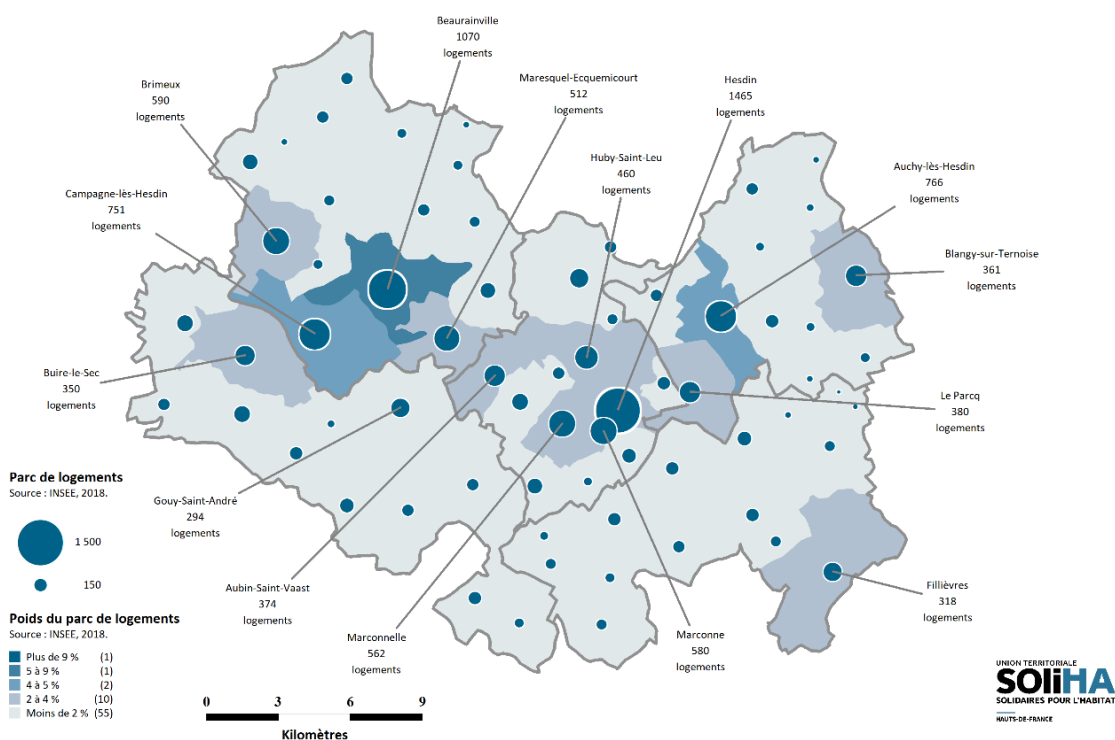 Beaurainville
1070
logements
Maresquel-Ecquemicourt
512
logements
Hesdin
1465
logements
Brimeux
590
logements
Huby-Saint-Leu
460
logements
Auchy-lès-Hesdin
766
logements
Campagne-lès-Hesdin
751
logements
Blangy-sur-Ternoise
361
logements
Buire-le-Sec
350
logements
Le Parcq
380
logements
Gouy-Saint-André
294
logements
Aubin-Saint-Vaast
374
logements
Marconnelle
562
logements
Marconne
580
logements
Fillièvres
318
logements
Parc de logements
Source : INSEE, 2018.
1 500
150
Poids du parc de logements
Source : INSEE, 2018.
Plus de 9 % (1)
5 à 9 % (1)
4 à 5 % (2)
2 à 4 % (10)
Moins de 2 % (55)
0 3 6 9
Kilomètres
UNION TERRITORIALE
SOLiHA
SOLIDAIRES POUR L'HABITAT
HAUTS-DE-FRANCE